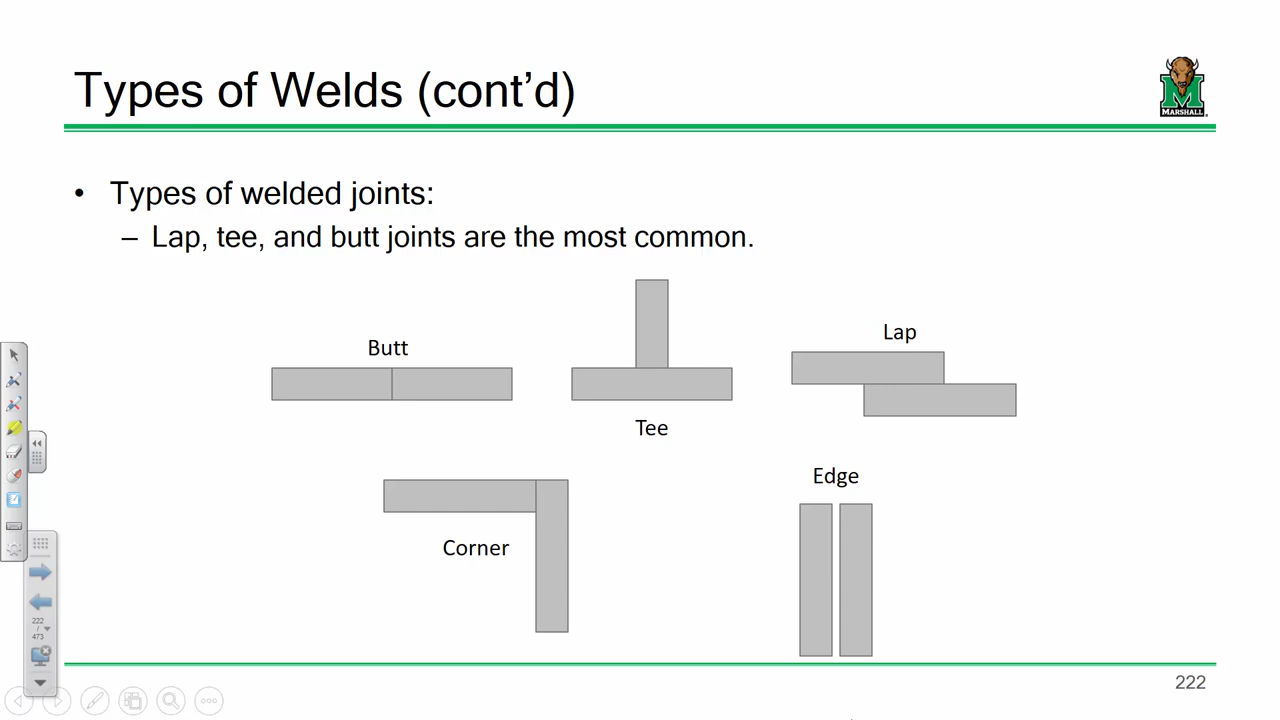 Types of Welds (cont’d)
MARSHALL
• Types of welded joints:
– Lap, tee, and butt joints are the most common.
Butt
Tee
Lap
Corner
Edge
222
/
473
222